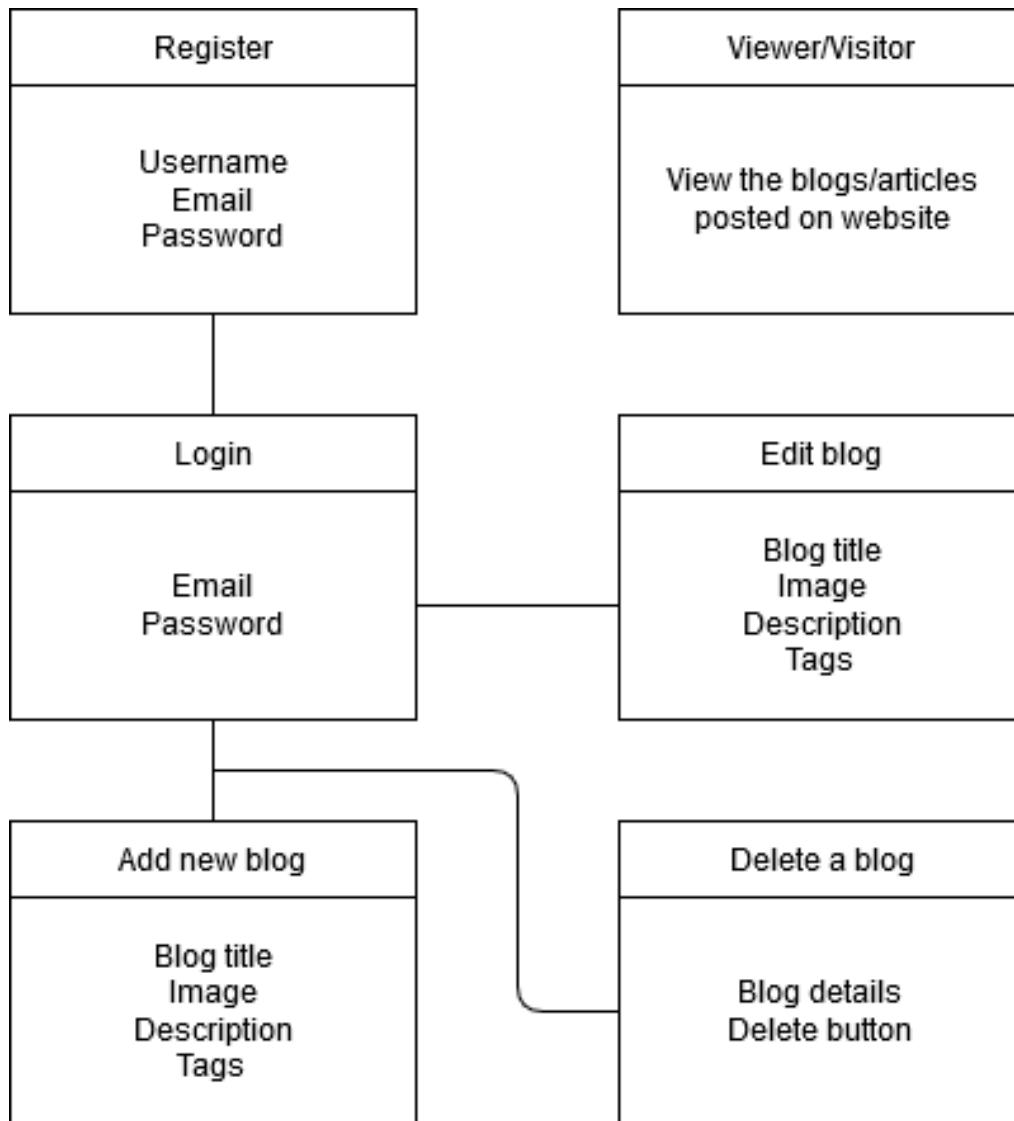 Register
Username
Email
Password
Viewer/Visitor
View the blogs/articles
posted on website
Login
Email
Password
Edit blog
Blog title
Image
Description
Tags
Add new blog
Blog title
Image
Description
Tags
Delete a blog
Blog details
Delete button